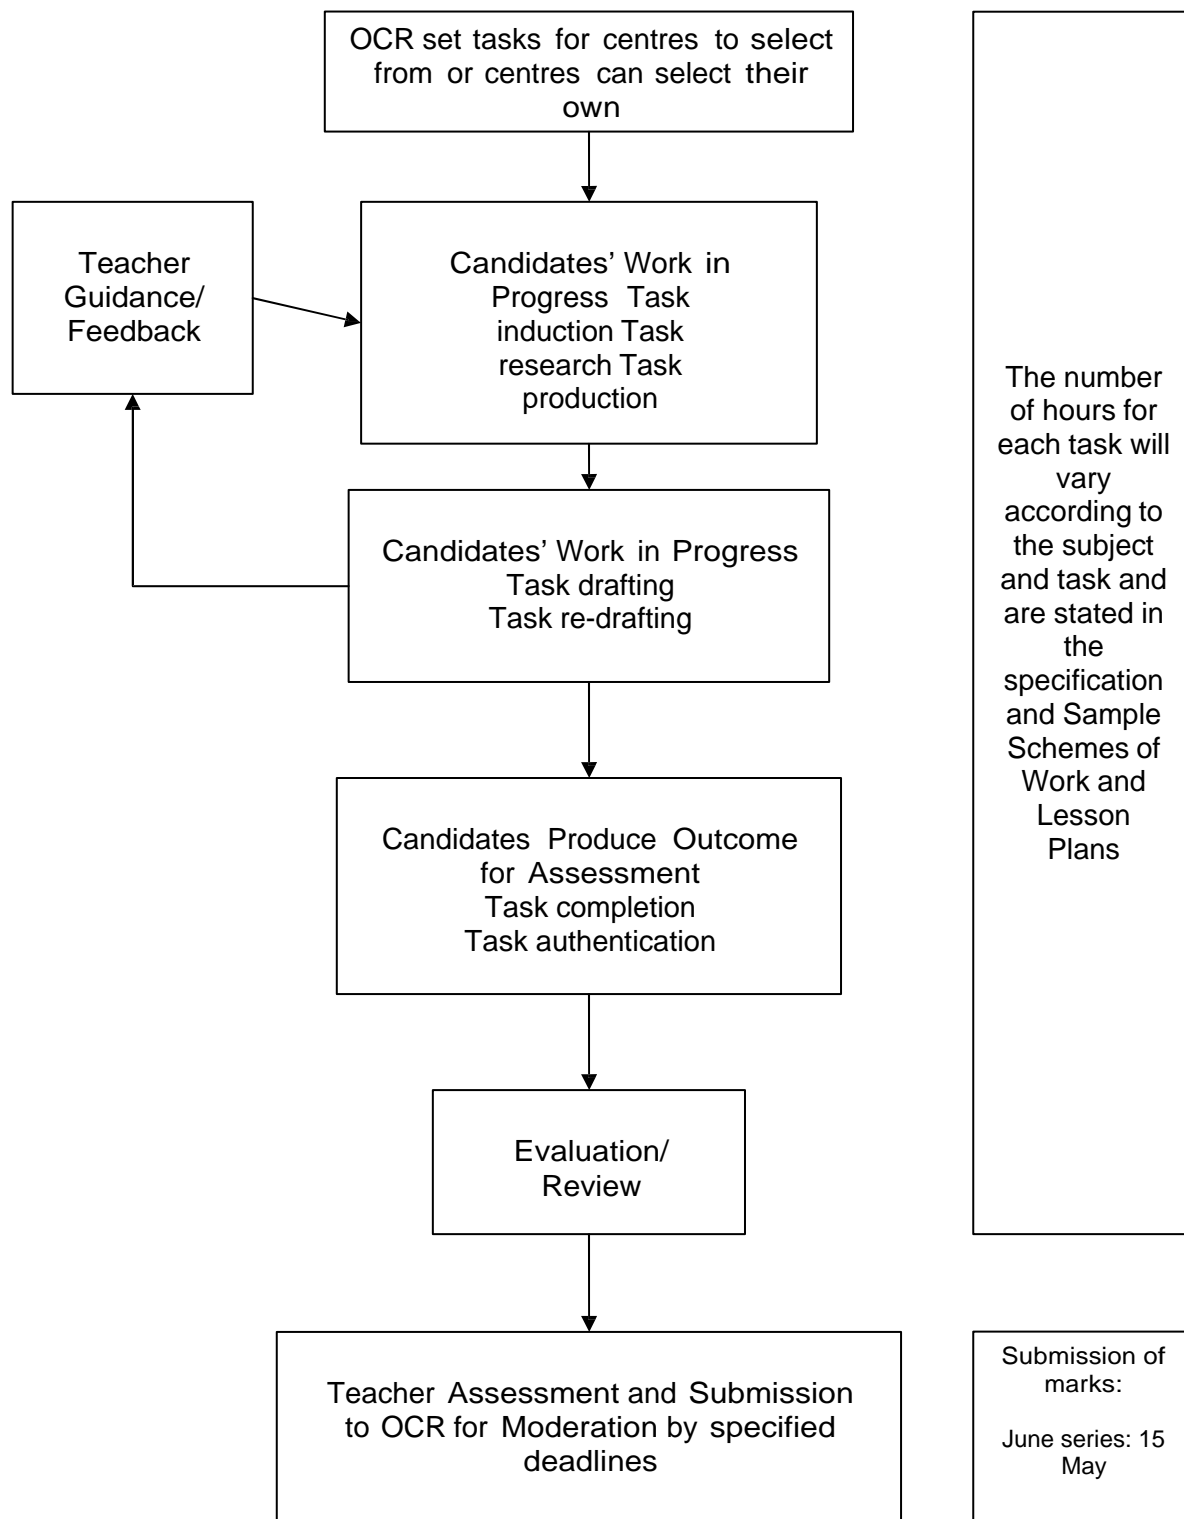 OCR set tasks for centres to select
from or centres can select their
own
Teacher
Guidance/
Feedback
Candidates’ Work in
Progress Task
induction Task
research Task
production
Candidates’ Work in Progress
Task drafting
Task re-drafting
Candidates Produce Outcome
for Assessment
Task completion
Task authentication
Evaluation/
Review
Teacher Assessment and Submission
to OCR for Moderation by specified
deadlines
The number
of hours for
each task will
vary
according to
the subject
and task and
are stated in
the
specification
and Sample
Schemes of
Work and
Lesson
Plans
Submission of
marks:
June series: 15
May